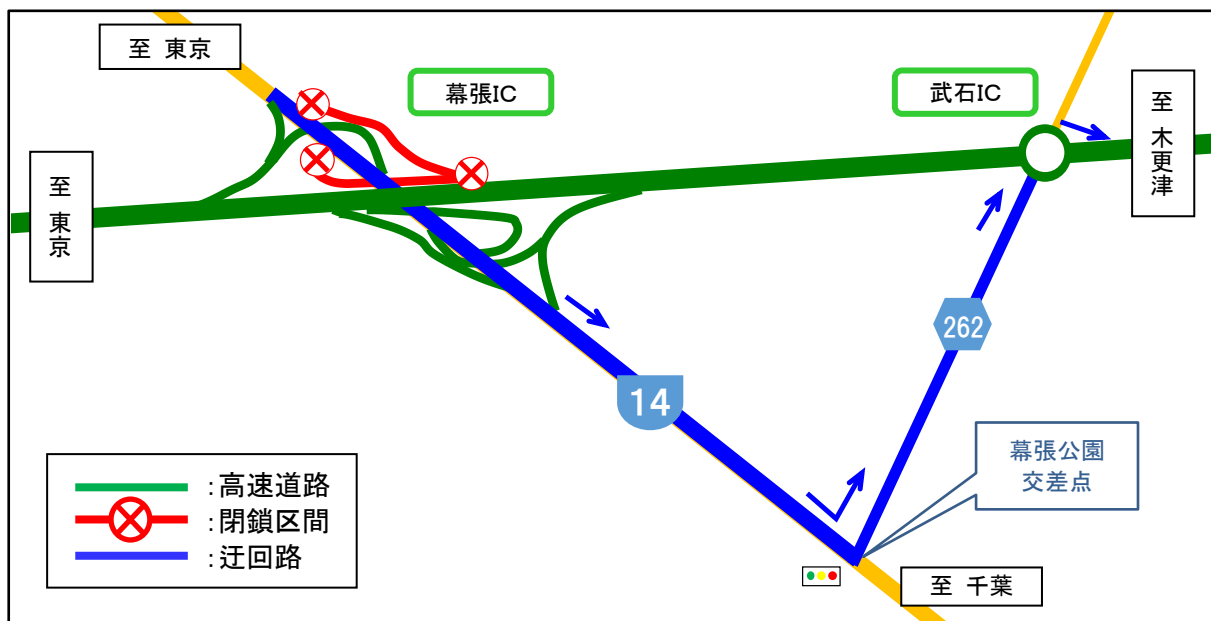 至 東京
幕張IC
武石IC
至 木更津
至 東京
262
14
幕張公園
交差点
:高速道路
:閉鎖区間
:迂回路
至 千葉